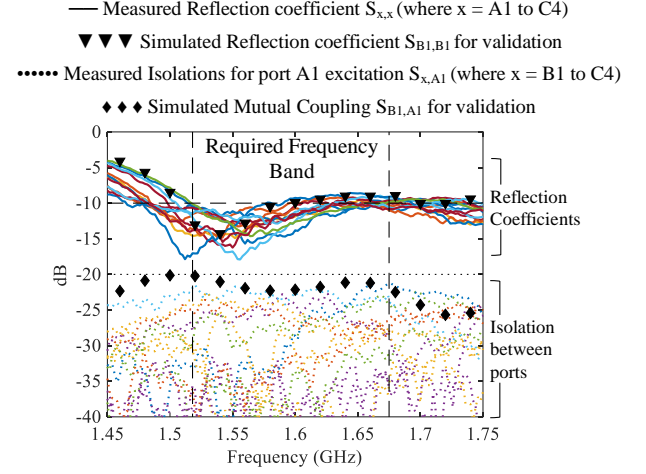 Measured Reflection coefficient Sx,x (where x = A1 to C4)
Simulated Reflection coefficient SB1,B1 for validation
Measured Isolations for port A1 excitation Sx,A1 (where x = B1 to C4)
Simulated Mutual Coupling SB1,A1 for validation
0
-5
-10
-15
-20
-25
-30
-35
-40
dB
Required Frequency
Band
Reflection
Coefficients
Isolation
between
ports
1.45
1.5
1.55
1.6
1.65
1.7
1.75
Frequency (GHz)